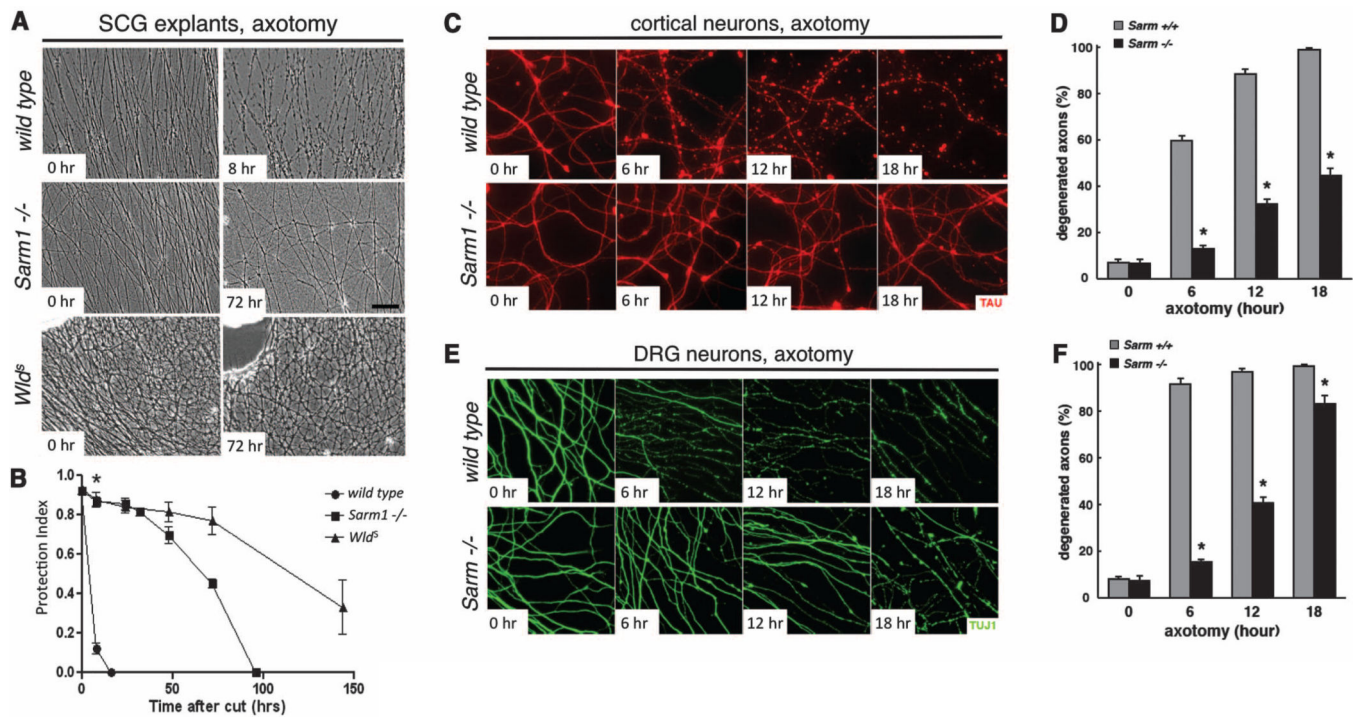 A
SCG explants, axotomy
wild type
0 hr
8 hr
Sarm1 -/-
0 hr
72 hr
Wldˢ
0 hr
72 hr
B
Protection Index
1.0
0.8
0.6
0.4
0.2
0.0
*
wild type
Sarm1 -/-
Wldˢ
0
50
100
150
Time after cut (hrs)
C
cortical neurons, axotomy
wild type
0 hr
6 hr
12 hr
18 hr
Sarm1 -/-
0 hr
6 hr
12 hr
18 hr
TAU
D
Sarm +/+
Sarm -/-
degenerated axons (%)
100
80
60
40
20
0
*
*
*
0
6
12
18
axotomy (hour)
E
DRG neurons, axotomy
wild type
0 hr
6 hr
12 hr
18 hr
Sarm -/-
0 hr
6 hr
12 hr
18 hr
TUJ1
F
Sarm +/+
Sarm -/-
degenerated axons (%)
100
80
60
40
20
0
*
*
*
0
6
12
18
axotomy (hour)